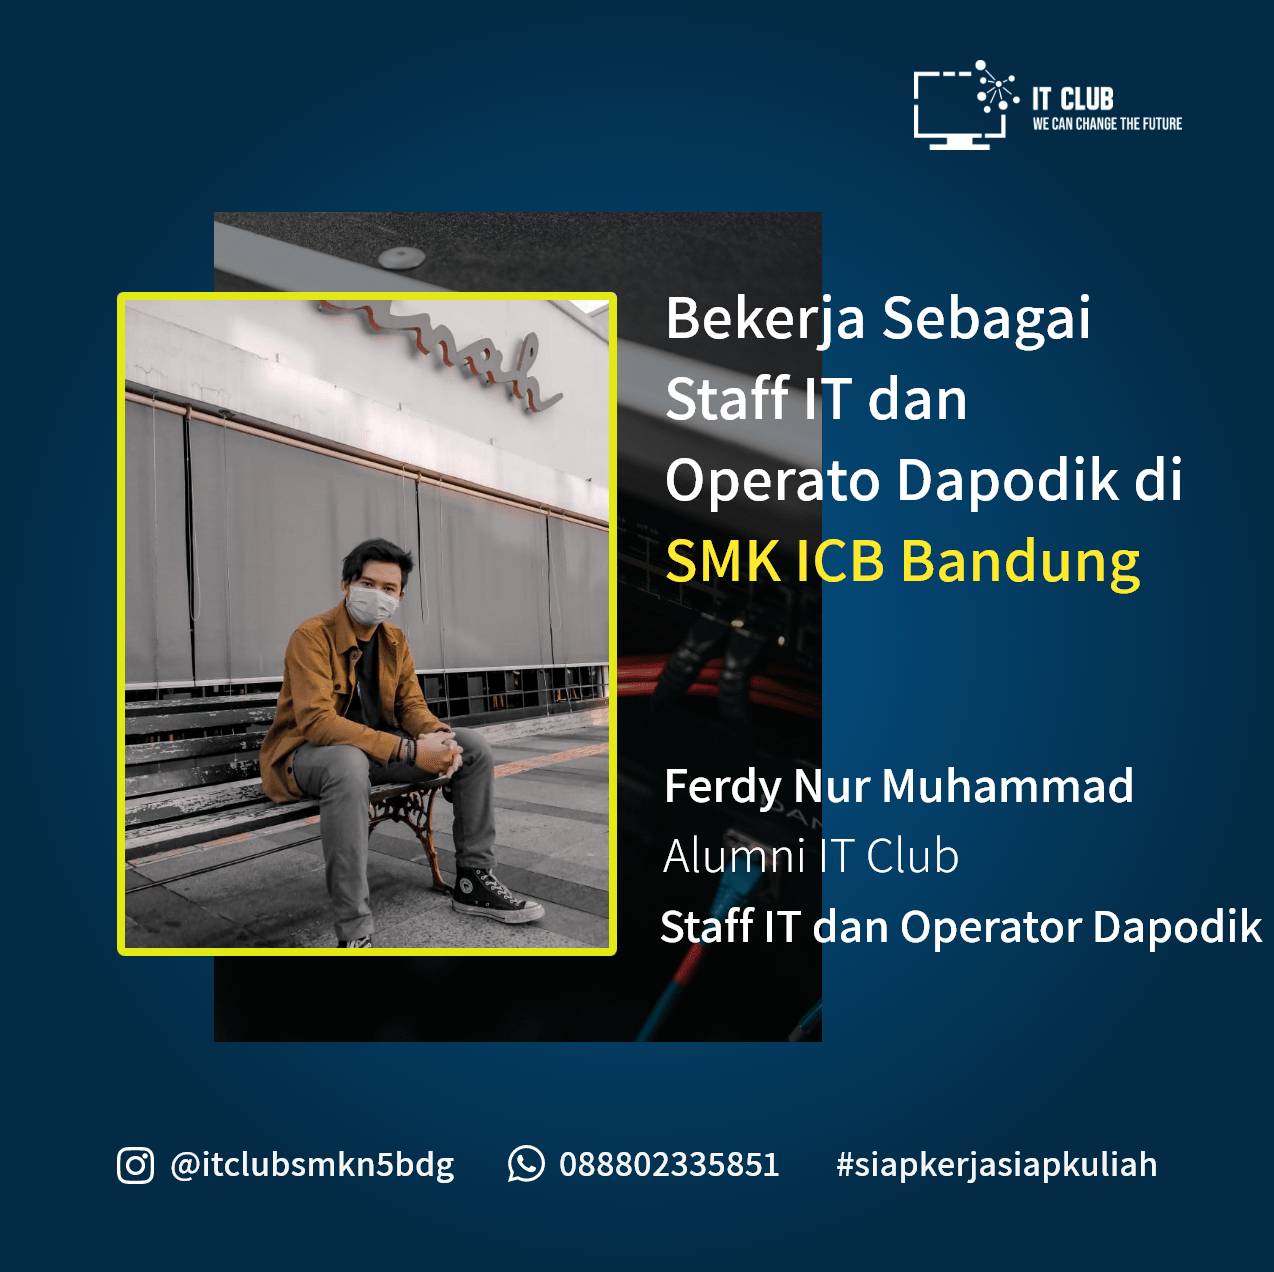 IT CLUB
WE CAN CHANGE THE FUTURE
Bekerja Sebagai
Staff IT dan
Operato Dapodik di
SMK ICB Bandung
Ferdy Nur Muhammad
Alumni IT Club
Staff IT dan Operator Dapodik
@itclubsmkn5bdg
088802335851
#siapkerjasiapkuliah